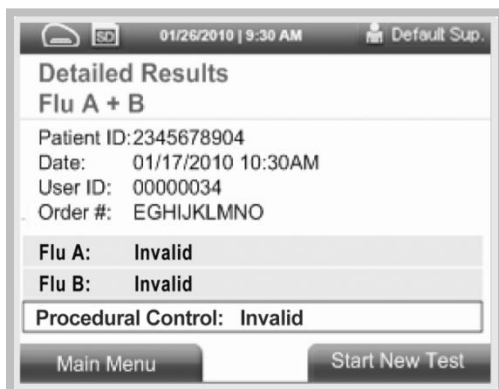 SD 01/26/2010 | 9:30 AM Default Sup.
Detailed Results
Flu A + B
Patient ID:2345678904
Date: 01/17/2010 10:30AM
User ID: 00000034
Order #: EGHIJKLMNO
Flu A: Invalid
Flu B: Invalid
Procedural Control: Invalid
Main Menu Start New Test